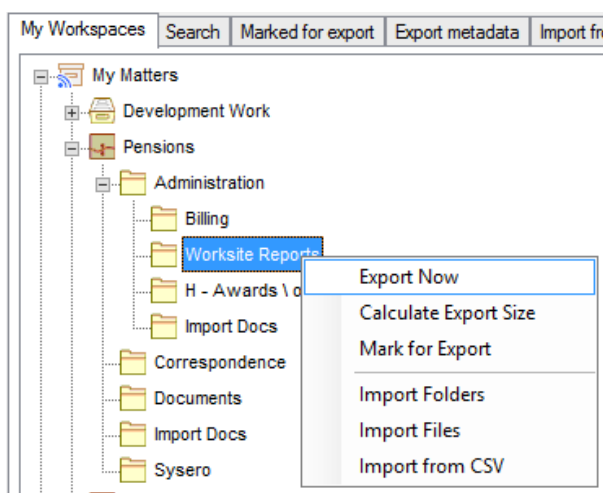 My Workspaces Search Marked for export Export metadata Import
My Matters
Development Work
Pensions
Administration
Billing
Worksite Reports
Export Now
H - Awards \
Calculate Export Size
Import Docs
Mark for Export
Correspondence
Documents
Import Folders
Import Docs
Import Files
Sysero
Import from CSV